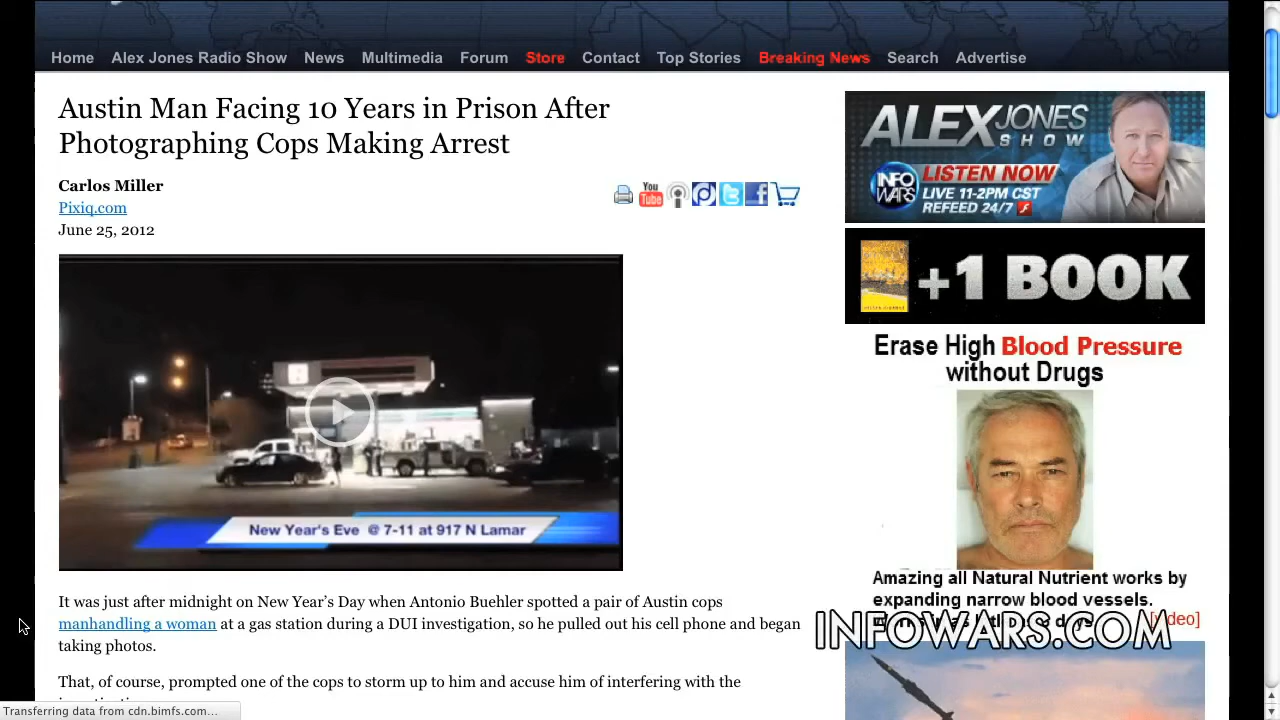 Home Alex Jones Radio Show News Multimedia Forum Store Contact Top Stories Breaking News Search Advertise
Austin Man Facing 10 Years in Prison After
Photographing Cops Making Arrest
Carlos Miller
Pixiq.com
June 25, 2012
You
Tube
New Year's Eve @ 7-11 at 917 N Lamar
It was just after midnight on New Year's Day when Antonio Buehler spotted a pair of Austin cops
manhandling a woman at a gas station during a DUI investigation, so he pulled out his cell phone and began
taking photos.
That, of course, prompted one of the cops to storm up to him and accuse him of interfering with the
ALEX JONES
SHOW
INFO
WARS
LISTEN NOW
LIVE 11-2PM CST
REFEED 24/7
+1 BOOK
Erase High Blood Pressure
without Drugs
Amazing all Natural Nutrient works by
expanding narrow blood vessels.
INFOWARS.COM
Transferring data from cdn.bimfs.com...